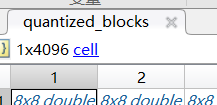 quantized_blocks
1x4096 cell
1 2
8x8 double 8x8 double